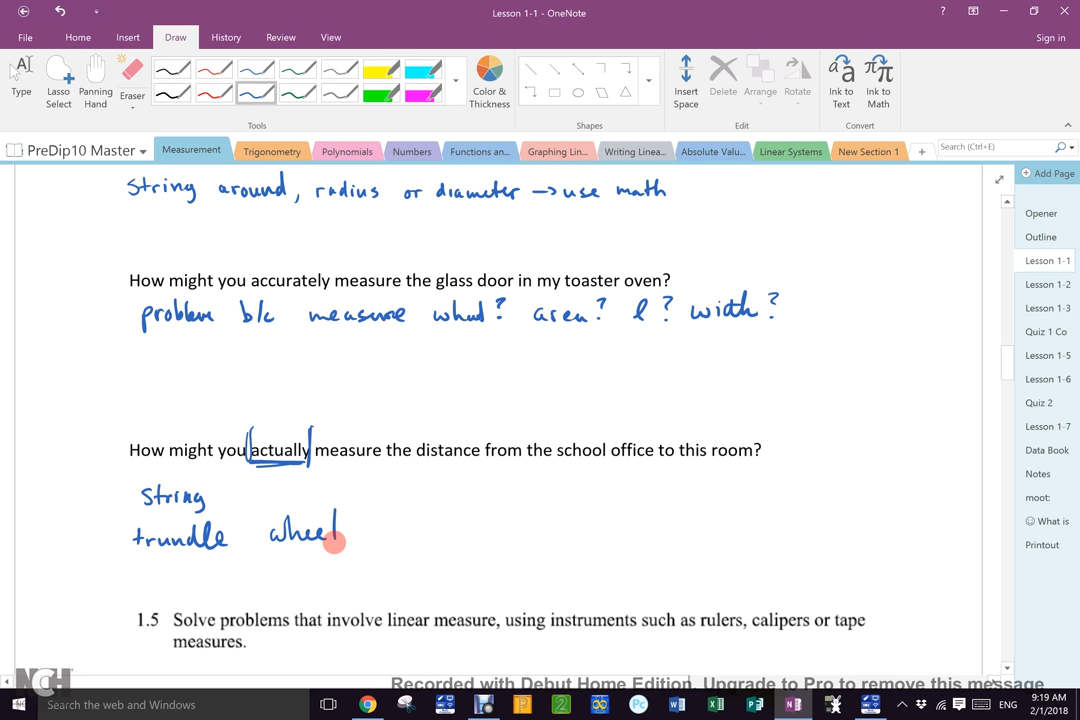 Lesson 1-1 - OneNote
?
File Home Insert Draw History Review View Sign in
Type Lasso Select Panning Hand Eraser Color & Thickness Insert Space Delete Arrange Rotate Ink to Text Ink to Math
Tools Shapes Edit Convert
PreDip10 Master Measurement Trigonometry Polynomials Numbers Functions an... Graphing Lin... Writing Linea... Absolute Valu... Linear Systems New Section 1 + Search (Ctrl+E)
Add Page
Opener
Outline
Lesson 1-1
Lesson 1-2
Lesson 1-3
Quiz 1 Co
Lesson 1-5
Lesson 1-6
Quiz 2
Lesson 1-7
Data Book
Notes
moot:
What is
Printout
String around, radius or diameter → use math
How might you accurately measure the glass door in my toaster oven?
problem b/c measure what? area? l? width?
How might you actually measure the distance from the school office to this room?
String
trundle wheel
1.5 Solve problems that involve linear measure, using instruments such as rulers, calipers or tape
measures.
NCH
Recorded with Debut Home Edition. Upgrade to Pro to remove this message
Search the web and Windows
ENG
9:19 AM
2/1/2018